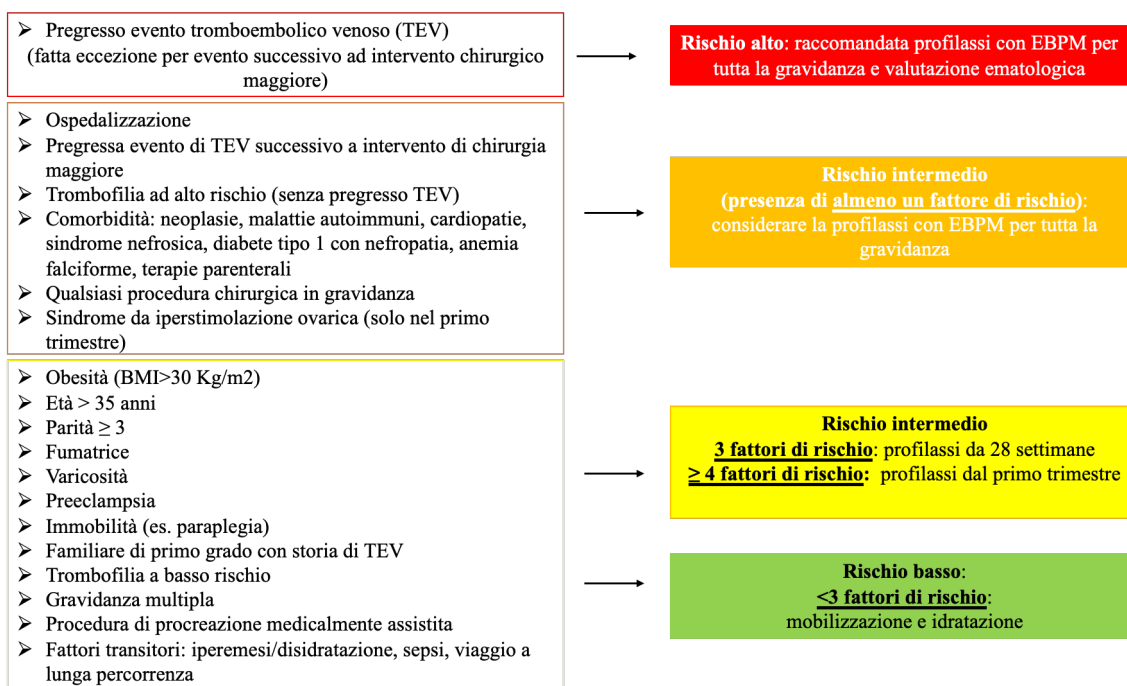 ➢ Pregresso evento tromboembolico venoso (TEV)
(fatta eccezione per evento successivo ad intervento chirurgico
maggiore)
Rischio alto: raccomandata profilassi con EBPM per
tutta la gravidanza e valutazione ematologica
➢ Ospedalizzazione
➢ Pregressa evento di TEV successivo a intervento di chirurgia
maggiore
➢ Trombofilia ad alto rischio (senza pregresso TEV)
➢ Comorbidità: neoplasie, malattie autoimmuni, cardiopatie,
sindrome nefrosica, diabete tipo 1 con nefropatia, anemia
falciforme, terapie parenterali
➢ Qualsiasi procedura chirurgica in gravidanza
➢ Sindrome da iperstimolazione ovarica (solo nel primo
trimestre)
Rischio intermedio
(presenza di almeno un fattore di rischio):
considerare la profilassi con EBPM per tutta la
gravidanza
➢ Obesità (BMI>30 Kg/m2)
➢ Età > 35 anni
➢ Parità ≥ 3
➢ Fumatrice
➢ Varicosità
➢ Preeclampsia
➢ Immobilità (es. paraplegia)
➢ Familiare di primo grado con storia di TEV
➢ Trombofilia a basso rischio
➢ Gravidanza multipla
➢ Procedura di procreazione medicalmente assistita
➢ Fattori transitori: iperemesi/disidratazione, sepsi, viaggio a
lunga percorrenza
Rischio intermedio
3 fattori di rischio: profilassi da 28 settimane
≥ 4 fattori di rischio: profilassi dal primo trimestre
Rischio basso:
<3 fattori di rischio:
mobilizzazione e idratazione